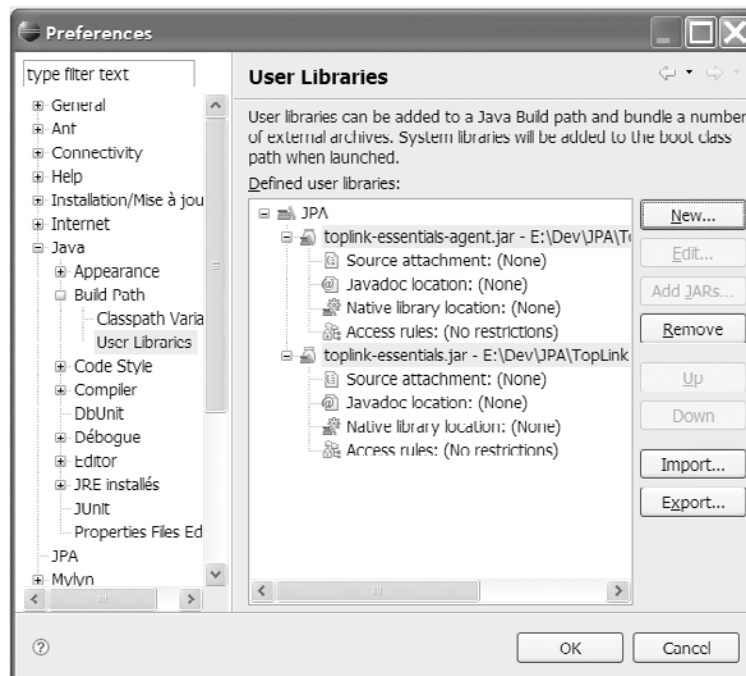 Preferences
type filter text
General
Ant
Connectivity
Help
Installation/Mise à jou
Internet
Java
Appearance
Build Path
Classpath Varia
User Libraries
Code Style
Compiler
DbUnit
Débogue
Editor
JRE installés
JUnit
Properties Files Ed
JPA
Mylyn
User Libraries
User libraries can be added to a Java Build path and bundle a number
of external archives. System libraries will be added to the boot class
path when launched.
Defined user libraries:
JPA
toplink-essentials-agent.jar - E:\Dev\JPA\To
Source attachment: (None)
Javadoc location: (None)
Native library location: (None)
Access rules: (No restrictions)
toplink-essentials.jar - E:\Dev\JPA\TopLink
Source attachment: (None)
Javadoc location: (None)
Native library location: (None)
Access rules: (No restrictions)
New...
Edit...
Add JARs...
Remove
Up
Down
Import...
Export...
OK
Cancel